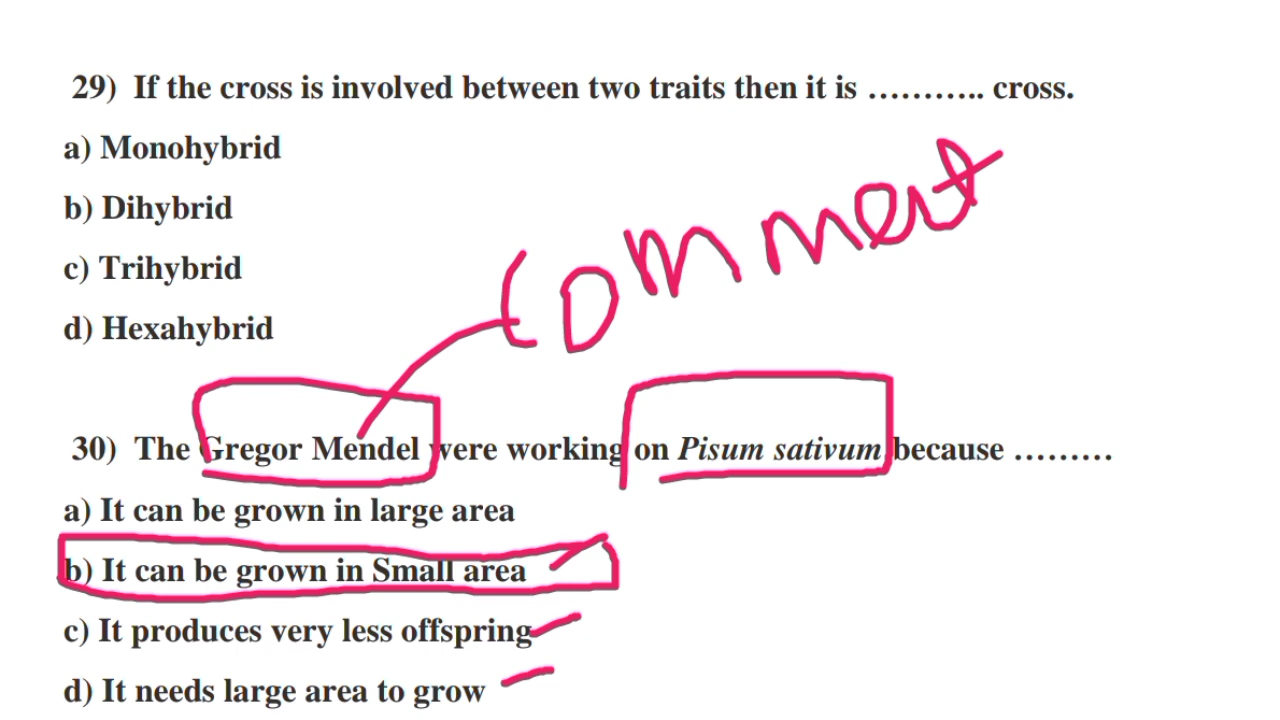 29) If the cross is involved between two traits then it is ……….. cross.
a) Monohybrid
b) Dihybrid
c) Trihybrid
d) Hexahybrid
Comment
30) The Gregor Mendel were working on Pisum sativum because ………
a) It can be grown in large area
b) It can be grown in Small area
c) It produces very less offspring
d) It needs large area to grow